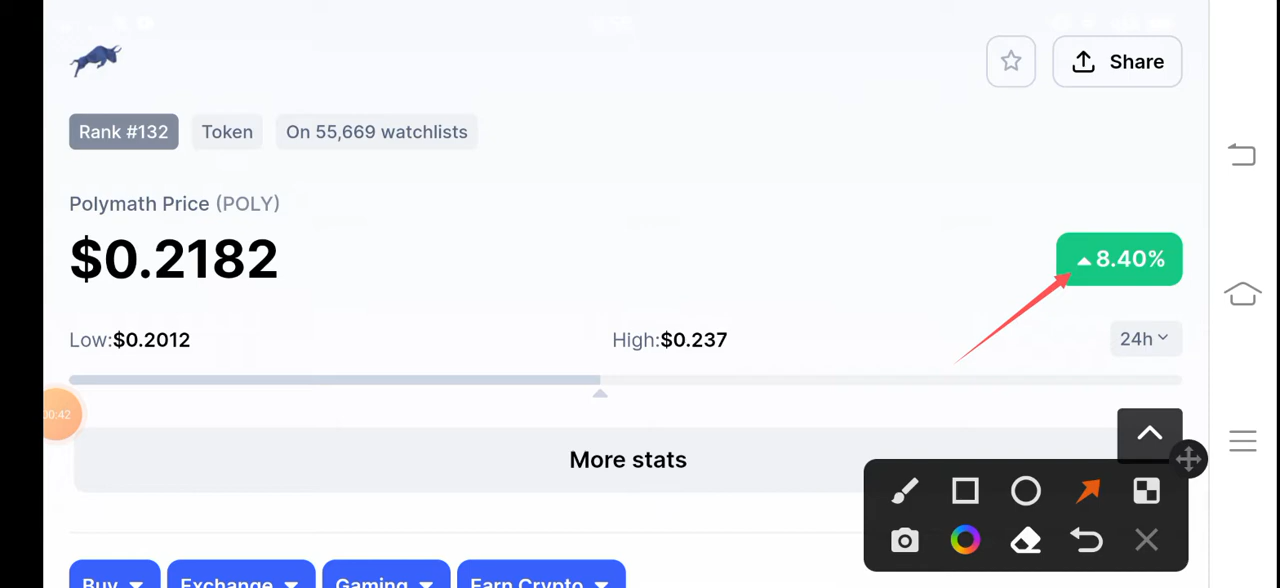 Share
Rank #132 Token On 55,669 watchlists
Polymath Price (POLY)
$0.2182
8.40%
Low:$0.2012 High:$0.237 24h
00:42
More stats
Buy Exchange Gaming Earn Crypto